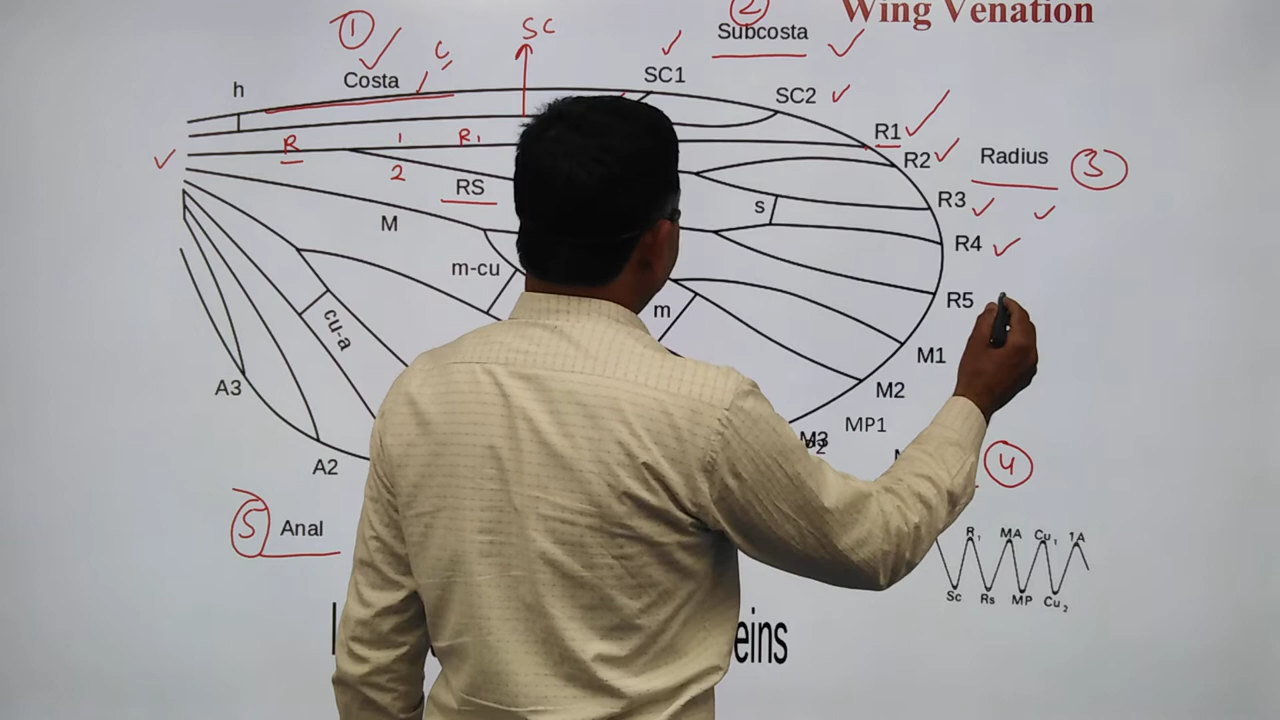 Wing Venation
① ② Subcosta
SC
C
Costa
h
SC1
SC2
R1
R2
Radius ③
R3
R4
R5
R 1 R1
2
RS
M
s
m-cu
m
cu-a
M1
M2
MP1
M3
④
A3
A2
⑤ Anal
R1 MA Cu1 1A
Sc Rs MP Cu2
eins